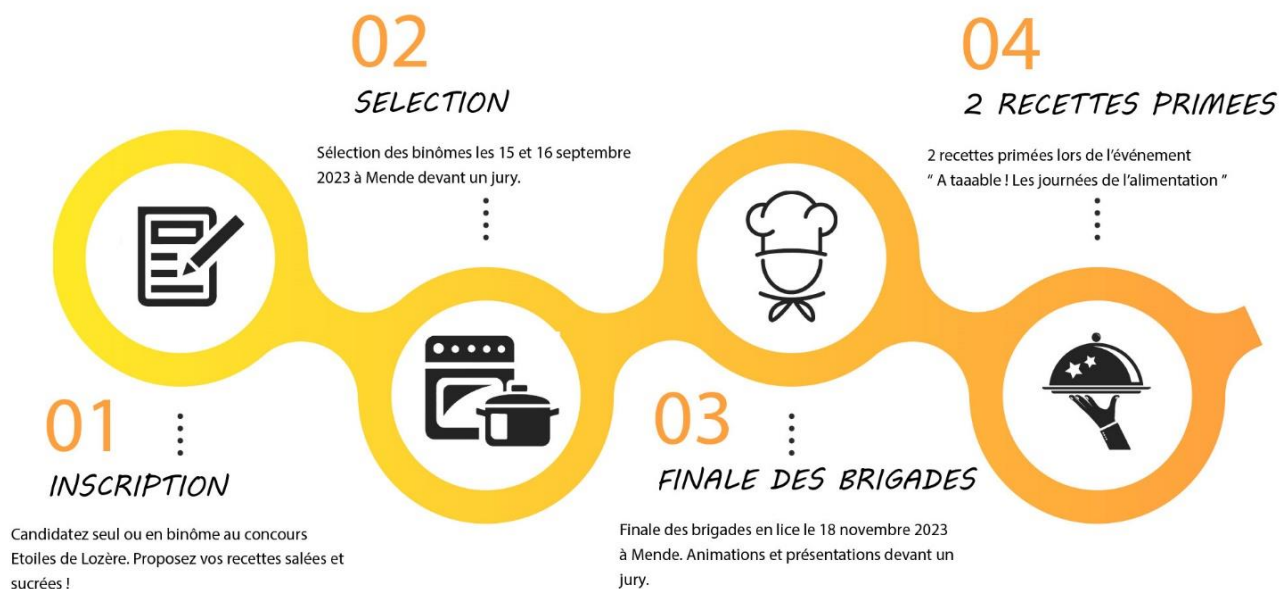 01
INSCRIPTION
Candidatez seul ou en binôme au concours
Etoiles de Lozère. Proposez vos recettes salées et
sucrées !
02
SELECTION
Sélection des binômes les 15 et 16 septembre
2023 à Mende devant un jury.
03
FINALE DES BRIGADES
Finale des brigades en lice le 18 novembre 2023
à Mende. Animations et présentations devant un
jury.
04
2 RECETTES PRIMEES
2 recettes primées lors de l’événement
“ A taaable ! Les journées de l’alimentation ”